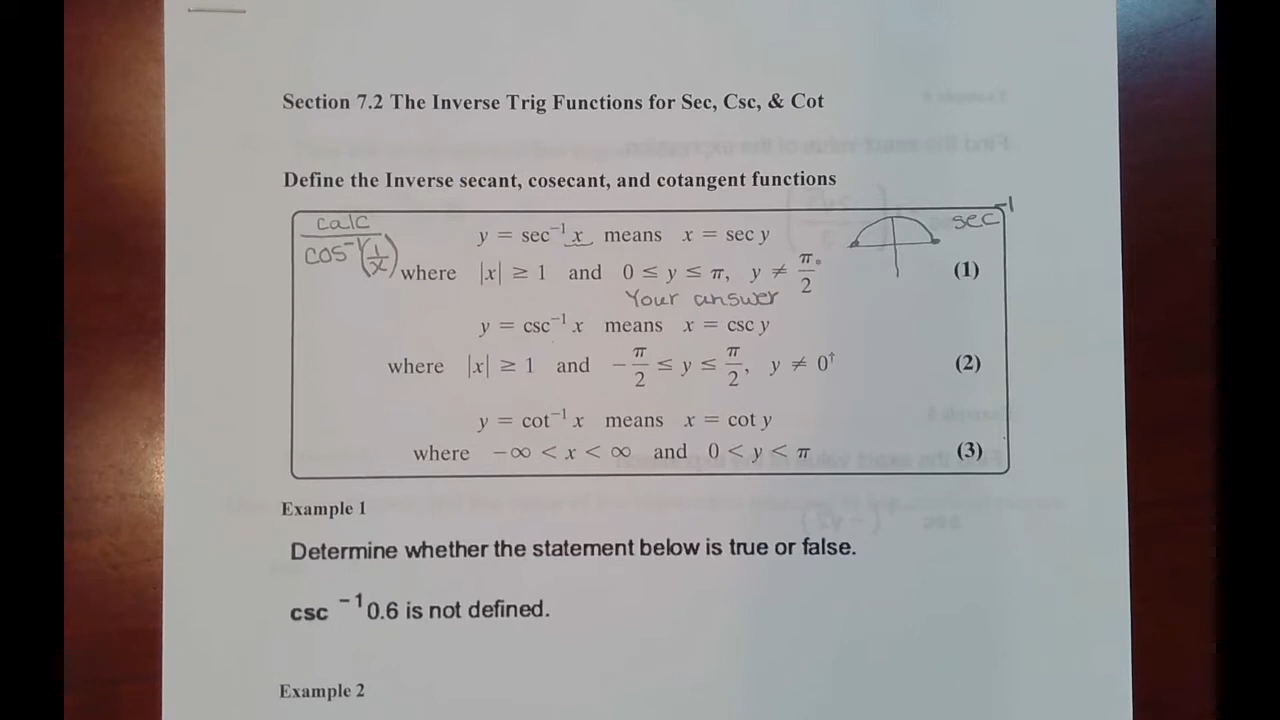 Section 7.2 The Inverse Trig Functions for Sec, Csc, & Cot
Define the Inverse secant, cosecant, and cotangent functions
calc
cos⁻¹(1/x)
sec⁻¹
y = sec⁻¹ x means x = sec y
where |x| ≥ 1 and 0 ≤ y ≤ π, y ≠ π/2 (1)
Your answer
y = csc⁻¹ x means x = csc y
where |x| ≥ 1 and −π/2 ≤ y ≤ π/2, y ≠ 0† (2)
y = cot⁻¹ x means x = cot y
where −∞ < x < ∞ and 0 < y < π (3)
Example 1
Determine whether the statement below is true or false.
csc ⁻¹0.6 is not defined.
Example 2